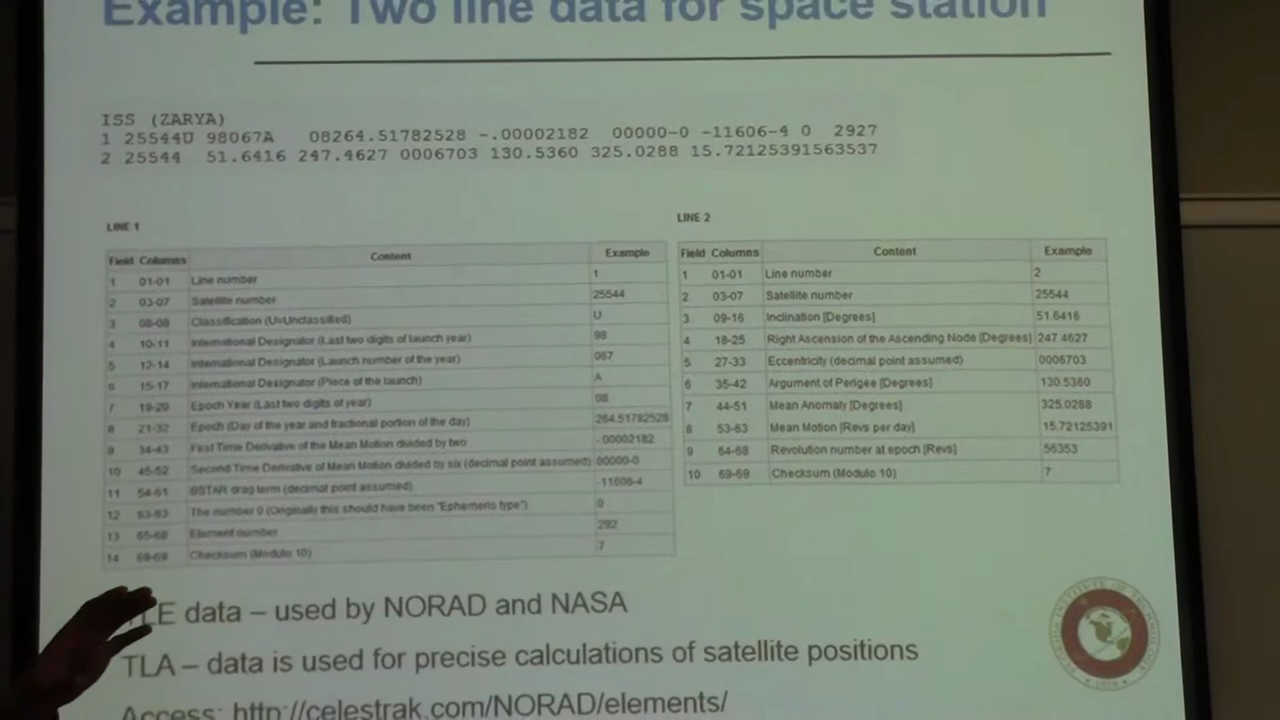 Example: Two line data for space station
ISS (ZARYA)
1 25544U 98067A 08264.51782528 -.00002182 00000-0 -11606-4 0 2927
2 25544 51.6416 247.4627 0006703 130.5360 325.0288 15.72125391563537
LINE 1
Field Columns Content Example
1 01-01 Line number 1
2 03-07 Satellite number 25544
3 08-08 Classification (U=Unclassified) U
4 10-11 International Designator (Last two digits of launch year) 98
5 12-14 International Designator (Launch number of the year) 067
6 15-17 International Designator (Piece of the launch) A
7 19-20 Epoch Year (Last two digits of year) 08
8 21-32 Epoch (Day of the year and fractional portion of the day) 264.51782528
9 34-43 First Time Derivative of the Mean Motion divided by two -.00002182
10 45-52 Second Time Derivative of Mean Motion divided by six (decimal point assumed) 00000-0
11 54-61 BSTAR drag term (decimal point assumed) -11606-4
12 63-63 The number 0 (Originally this should have been "Ephemeris type") 0
13 65-68 Element number 292
14 69-69 Checksum (Modulo 10) 7
LINE 2
Field Columns Content Example
1 01-01 Line number 2
2 03-07 Satellite number 25544
3 09-16 Inclination [Degrees] 51.6416
4 18-25 Right Ascension of the Ascending Node [Degrees] 247.4627
5 27-33 Eccentricity (decimal point assumed) 0006703
6 35-42 Argument of Perigee [Degrees] 130.5360
7 44-51 Mean Anomaly [Degrees] 325.0288
8 53-63 Mean Motion [Revs per day] 15.72125391
9 64-68 Revolution number at epoch [Revs] 56353
10 69-69 Checksum (Modulo 10) 7
TLE data – used by NORAD and NASA
TLA – data is used for precise calculations of satellite positions
Access: http://celestrak.com/NORAD/elements/